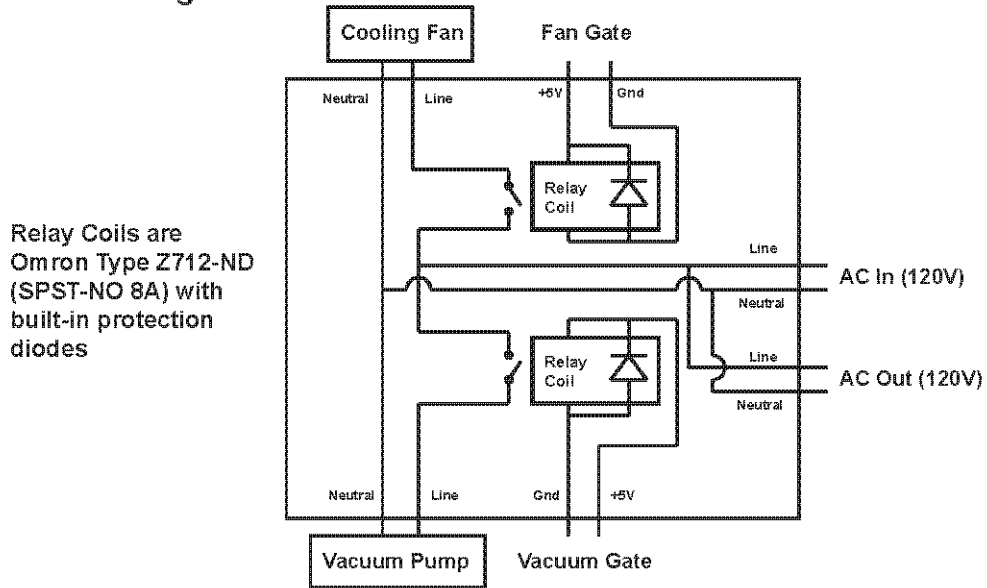 Cooling Fan
Fan Gate
Neutral
Line
+5V
Gnd
Relay
Coil
Relay Coils are
Omron Type Z712-ND
(SPST-NO 8A) with
built-in protection
diodes
Line
AC In (120V)
Neutral
Relay
Coil
Line
AC Out (120V)
Neutral
Neutral
Line
Gnd
+5V
Vacuum Pump
Vacuum Gate